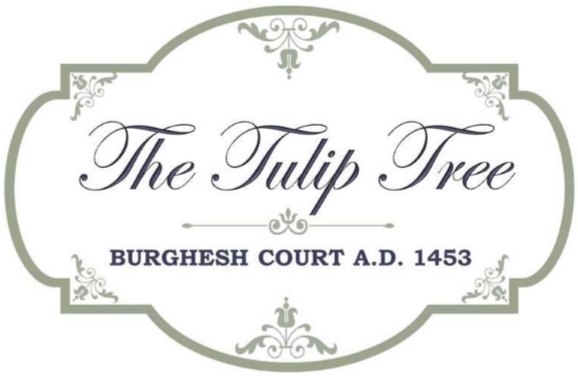 The Tulip Tree
BURGHESH COURT A.D. 1453